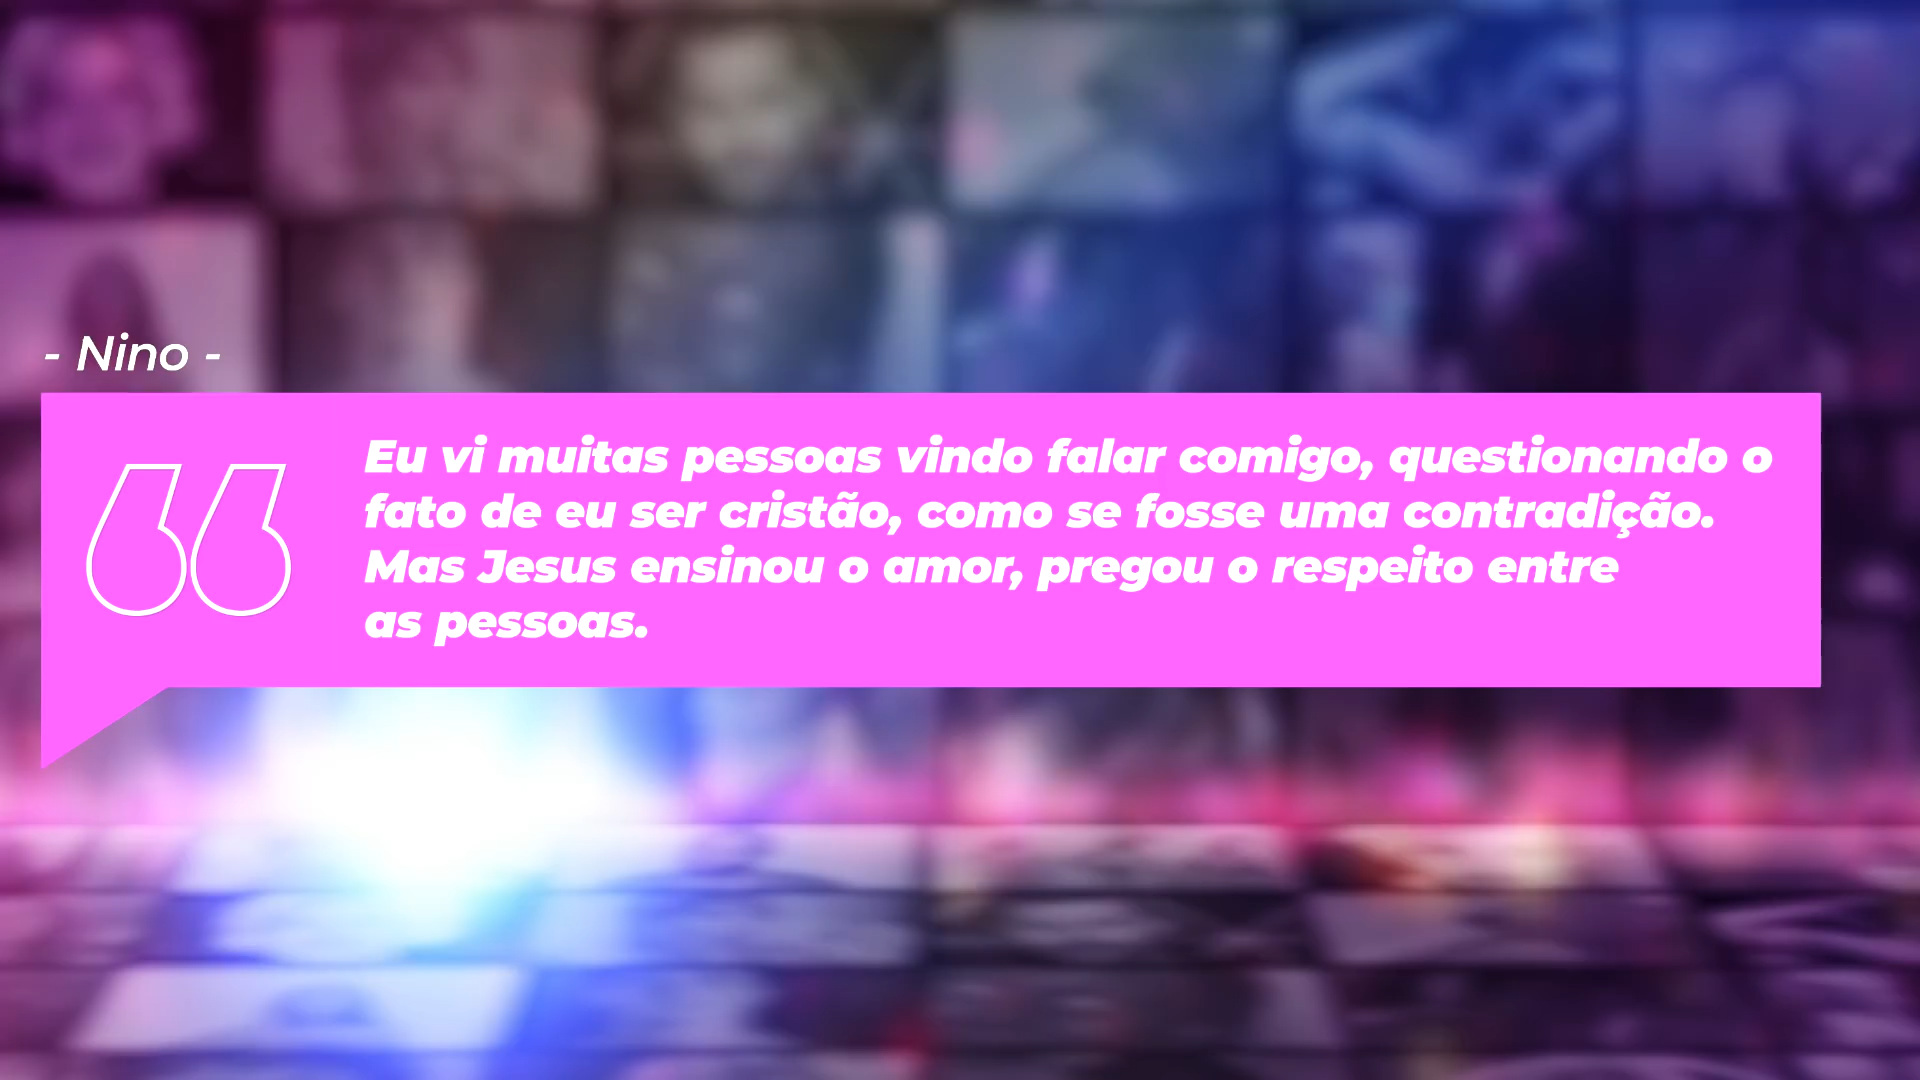 - Nino -
Eu vi muitas pessoas vindo falar comigo, questionando o
fato de eu ser cristão, como se fosse uma contradição.
Mas Jesus ensinou o amor, pregou o respeito entre
as pessoas.